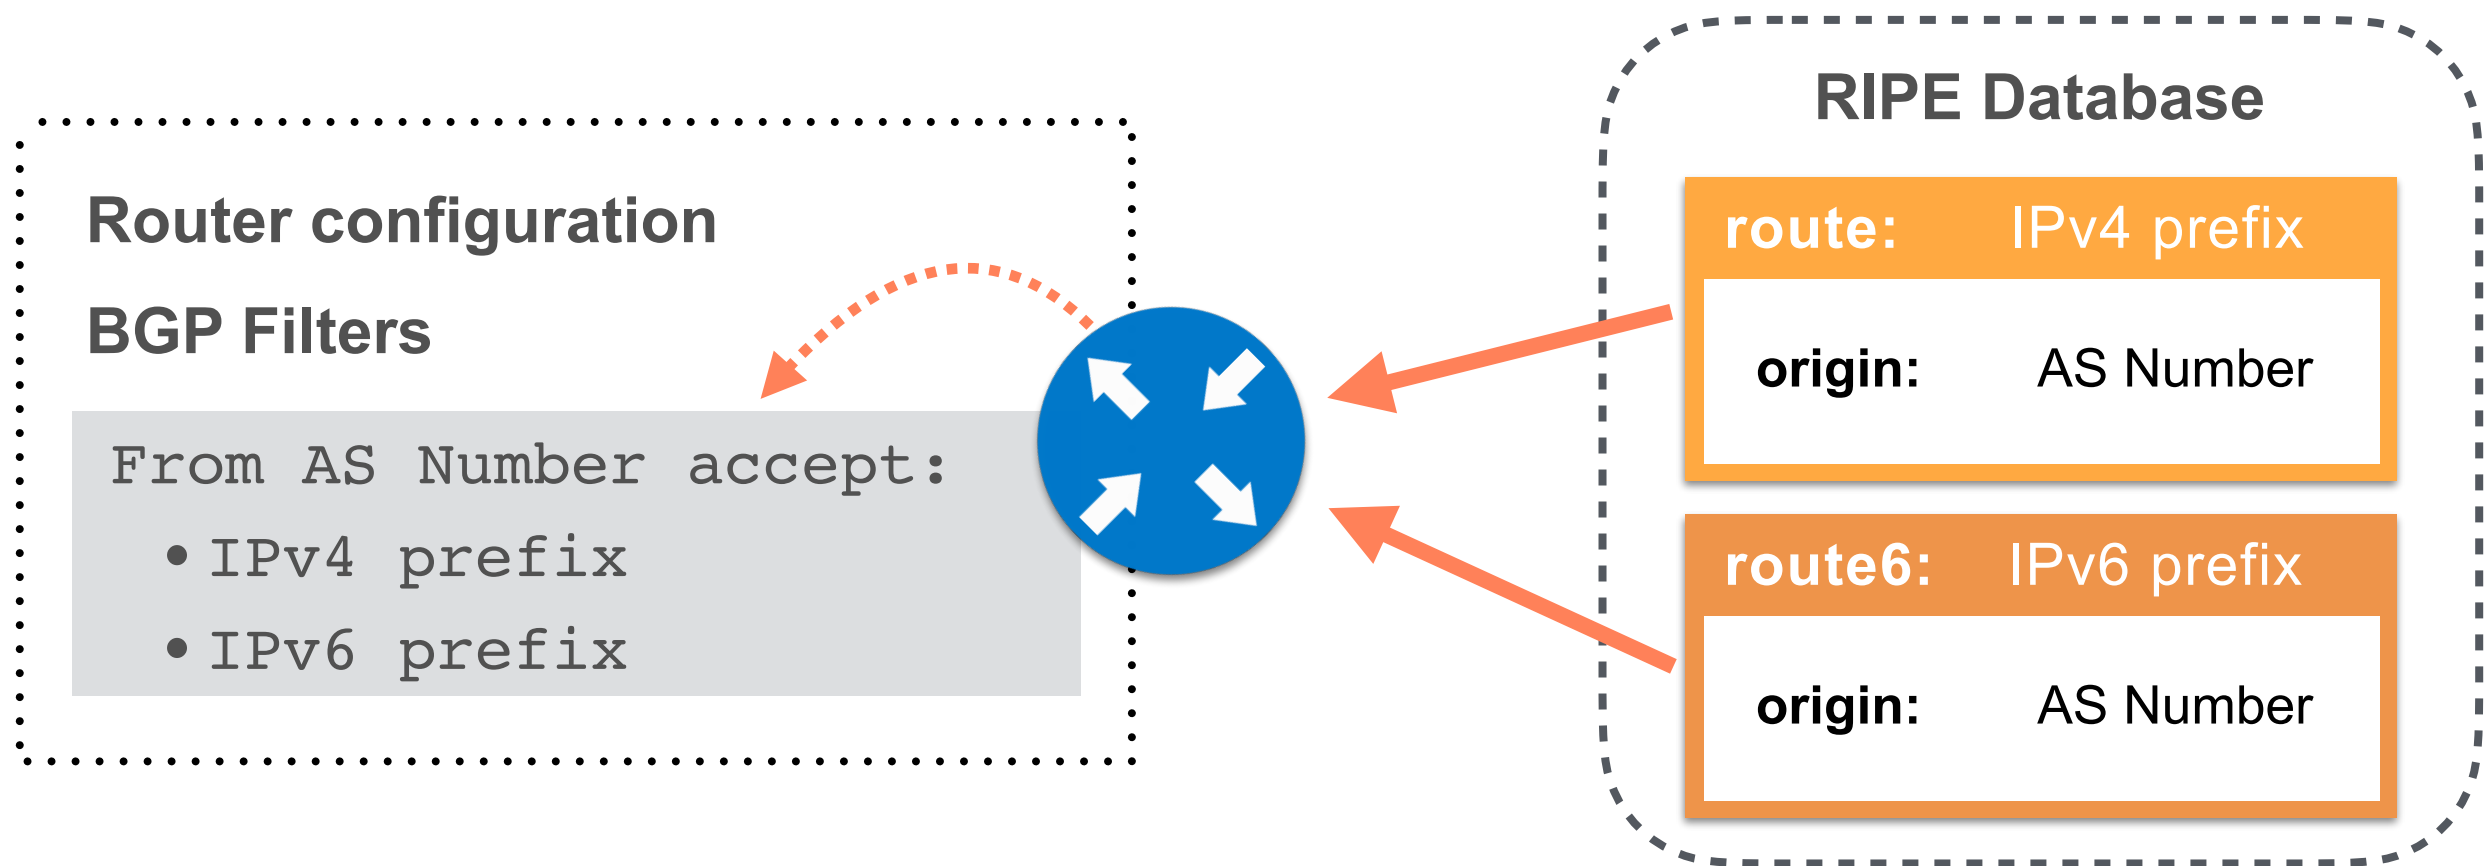 Router configuration
BGP Filters
From AS Number accept:
• IPv4 prefix
• IPv6 prefix
RIPE Database
route: IPv4 prefix
origin: AS Number
route6: IPv6 prefix
origin: AS Number